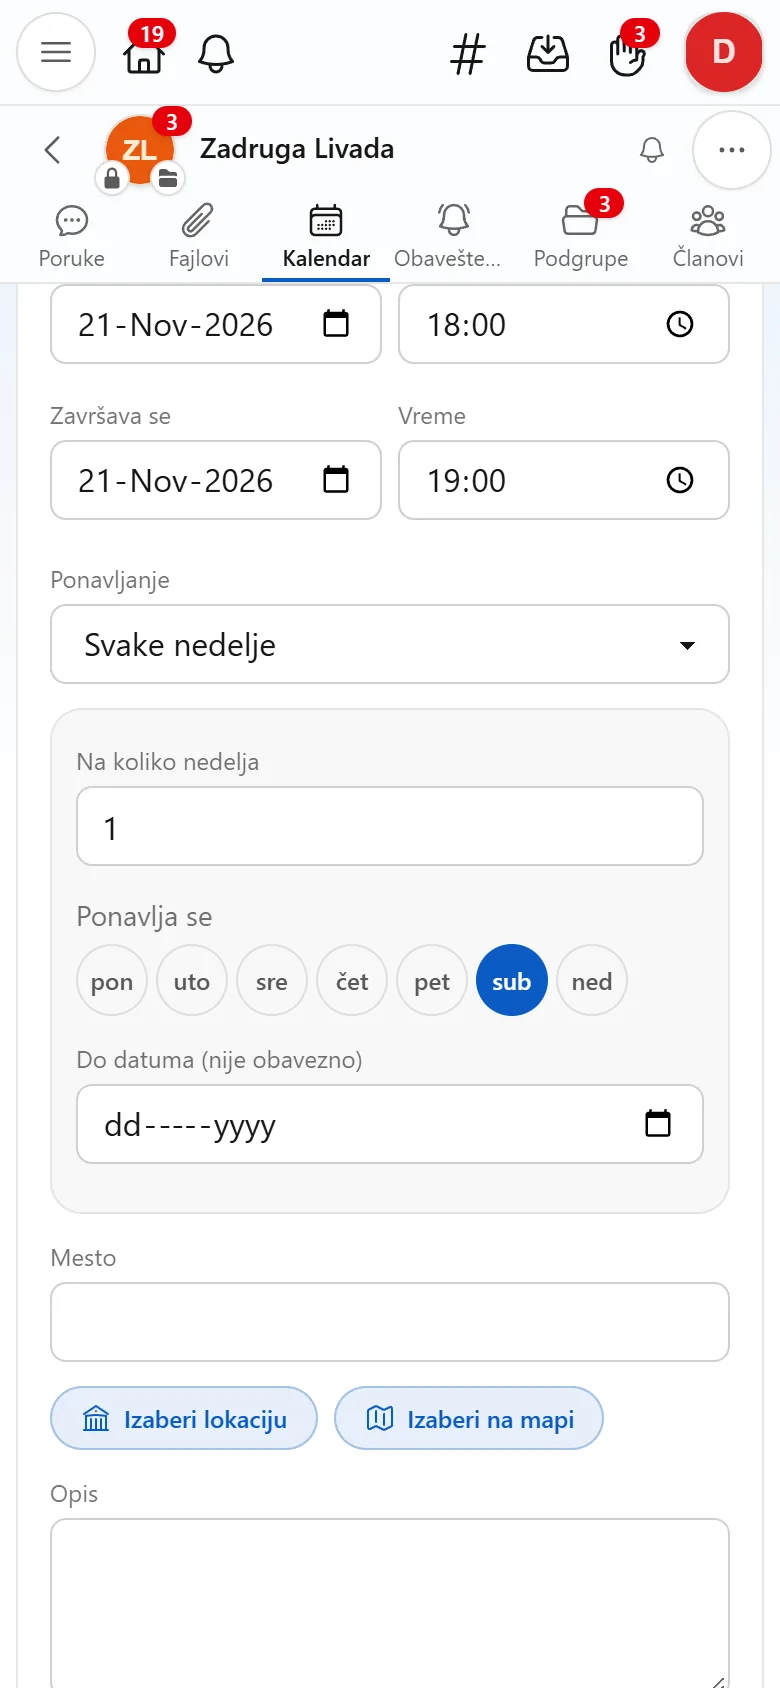 19
3
D
ZL
3
Zadruga Livada
Poruke
Fajlovi
Kalendar
Obavešte...
3
Podgrupe
Članovi
21-Nov-2026
18:00
Završava se
Vreme
21-Nov-2026
19:00
Ponavljanje
Svake nedelje
Na koliko nedelja
1
Ponavlja se
pon
uto
sre
čet
pet
sub
ned
Do datuma (nije obavezno)
dd-----yyyy
Mesto
Izaberi lokaciju
Izaberi na mapi
Opis